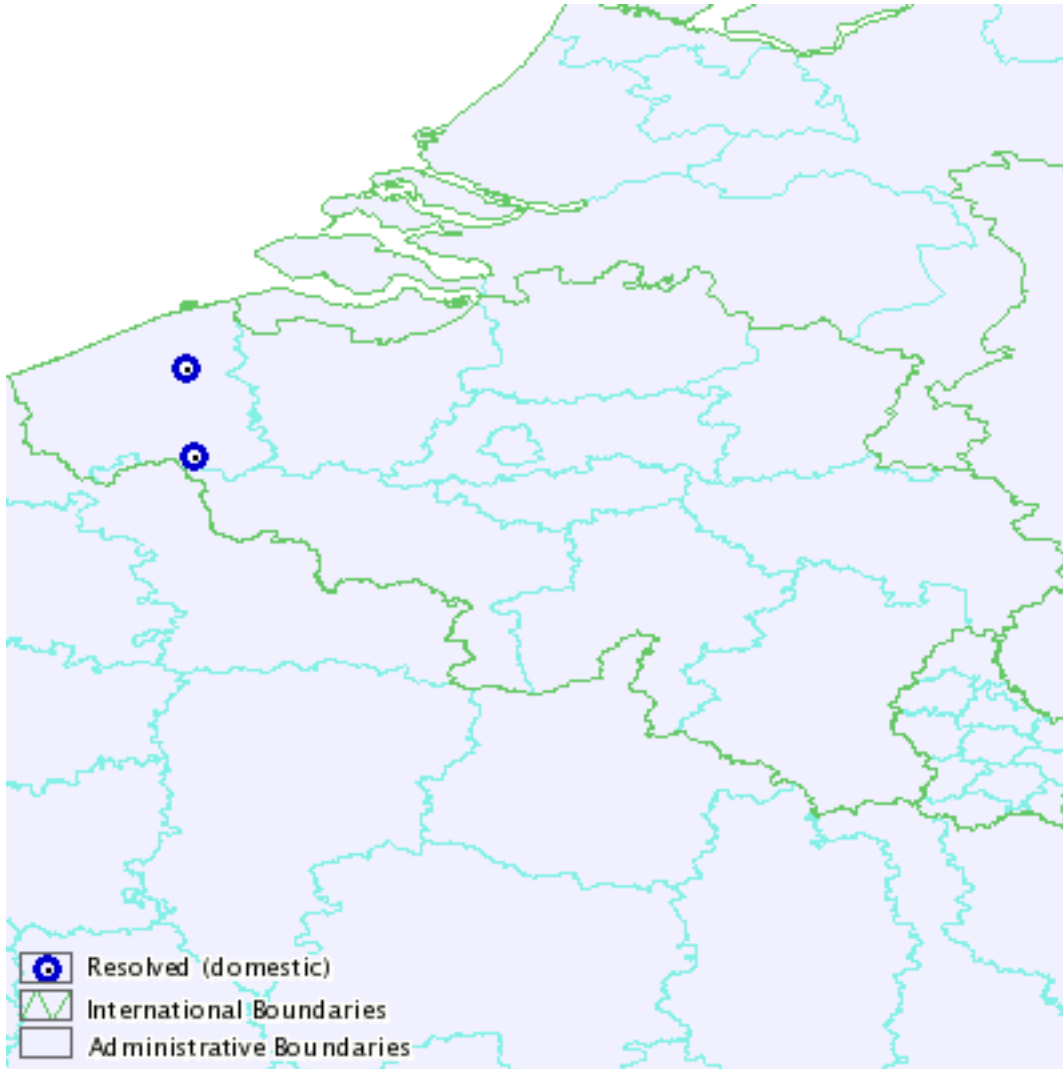 Resolved (domestic)
International Boundaries
Administrative Boundaries